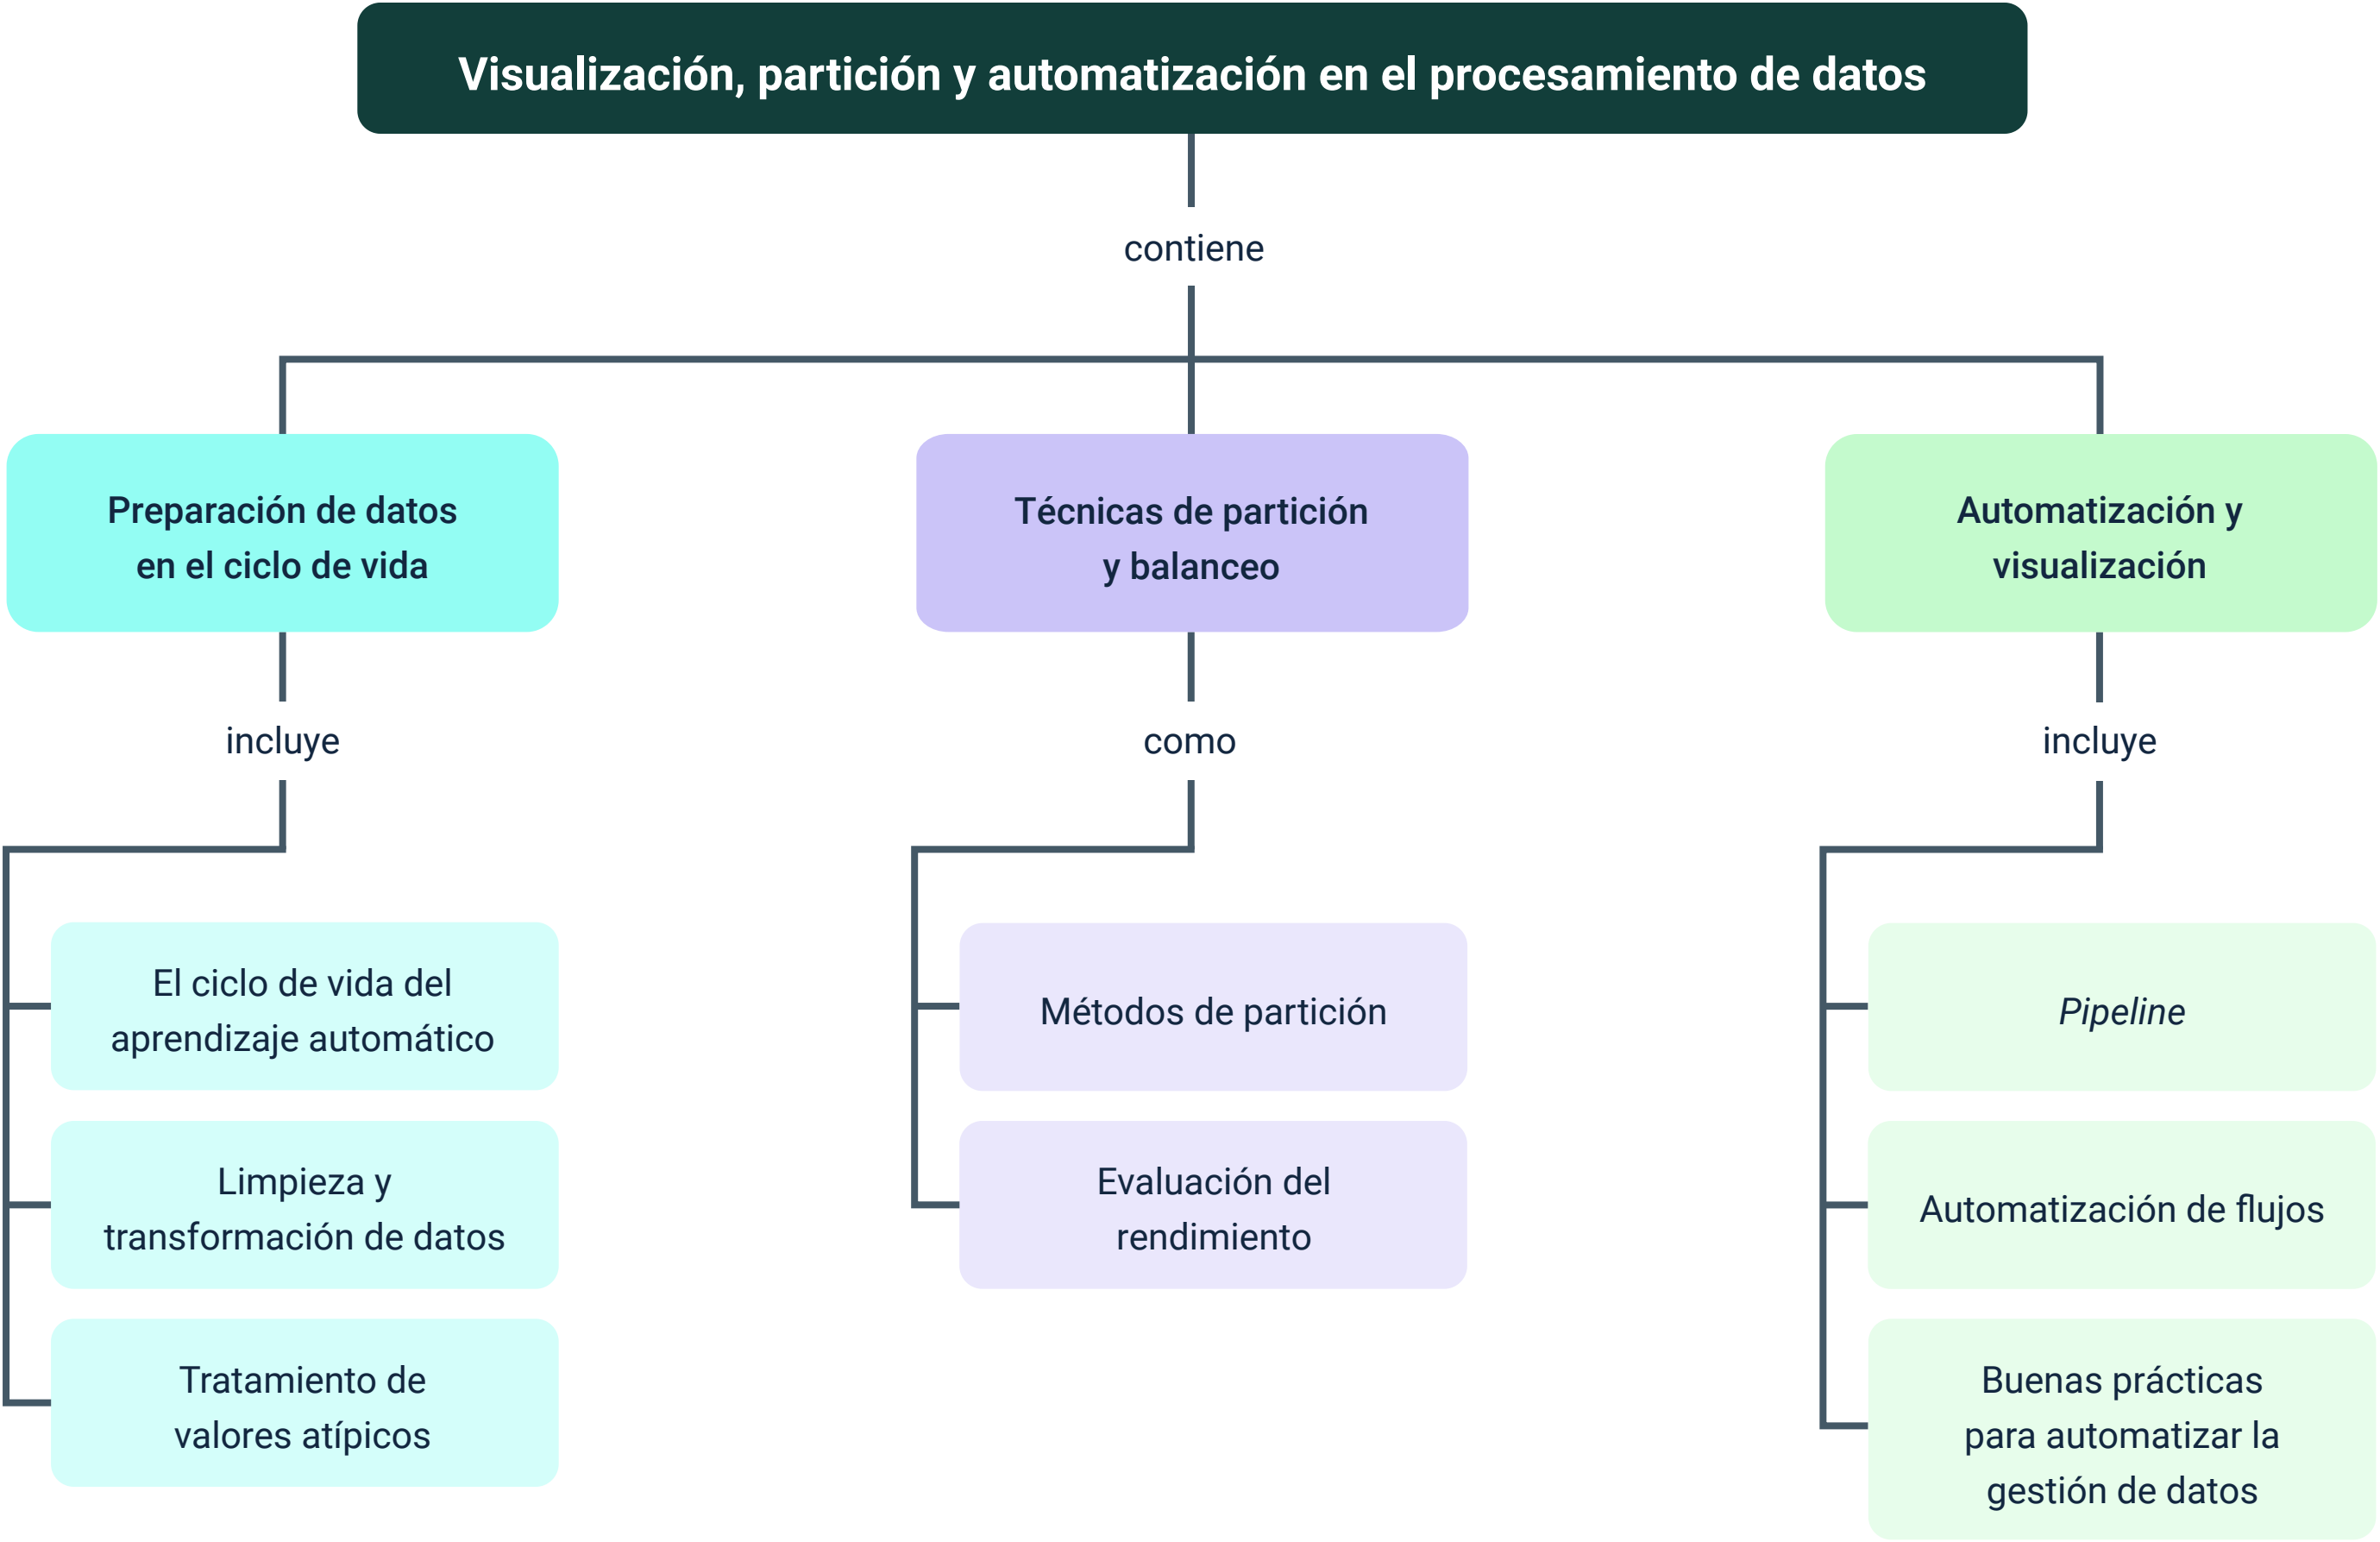 Visualización, partición y automatización en el procesamiento de datos
contiene
Preparación de datos
en el ciclo de vida
incluye
El ciclo de vida del
aprendizaje automático
Limpieza y
transformación de datos
Tratamiento de
valores atípicos
Técnicas de partición
y balanceo
como
Métodos de partición
Evaluación del
rendimiento
Automatización y
visualización
incluye
Pipeline
Automatización de flujos
Buenas prácticas
para automatizar la
gestión de datos